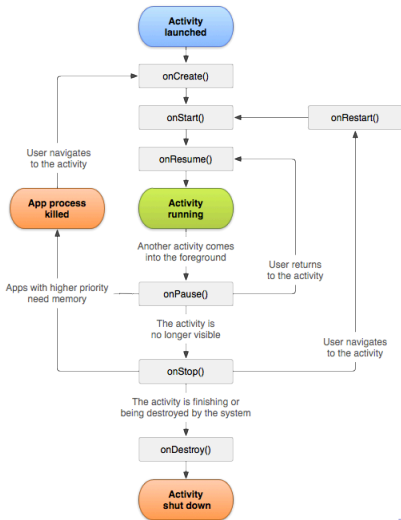 Activity
launched
onCreate()
onStart()
onRestart()
User navigates
to the activity
onResume()
App process
killed
Activity
running
Another activity comes
into the foreground
User returns
to the activity
Apps with higher priority
need memory
onPause()
The activity is
no longer visible
User navigates
to the activity
onStop()
The activity is finishing or
being destroyed by the system
onDestroy()
Activity
shut down